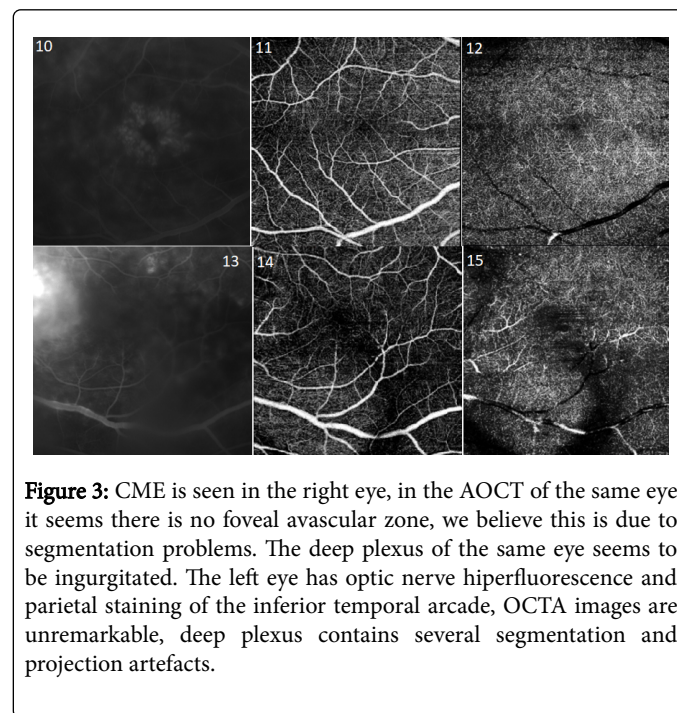 10 11 12
13 14 15
Figure 3: CME is seen in the right eye, in the AOCT of the same eye
it seems there is no foveal avascular zone, we believe this is due to
segmentation problems. The deep plexus of the same eye seems to
be ingurgitated. The left eye has optic nerve hiperfluorescence and
parietal staining of the inferior temporal arcade, OCTA images are
unremarkable, deep plexus contains several segmentation and
projection artefacts.